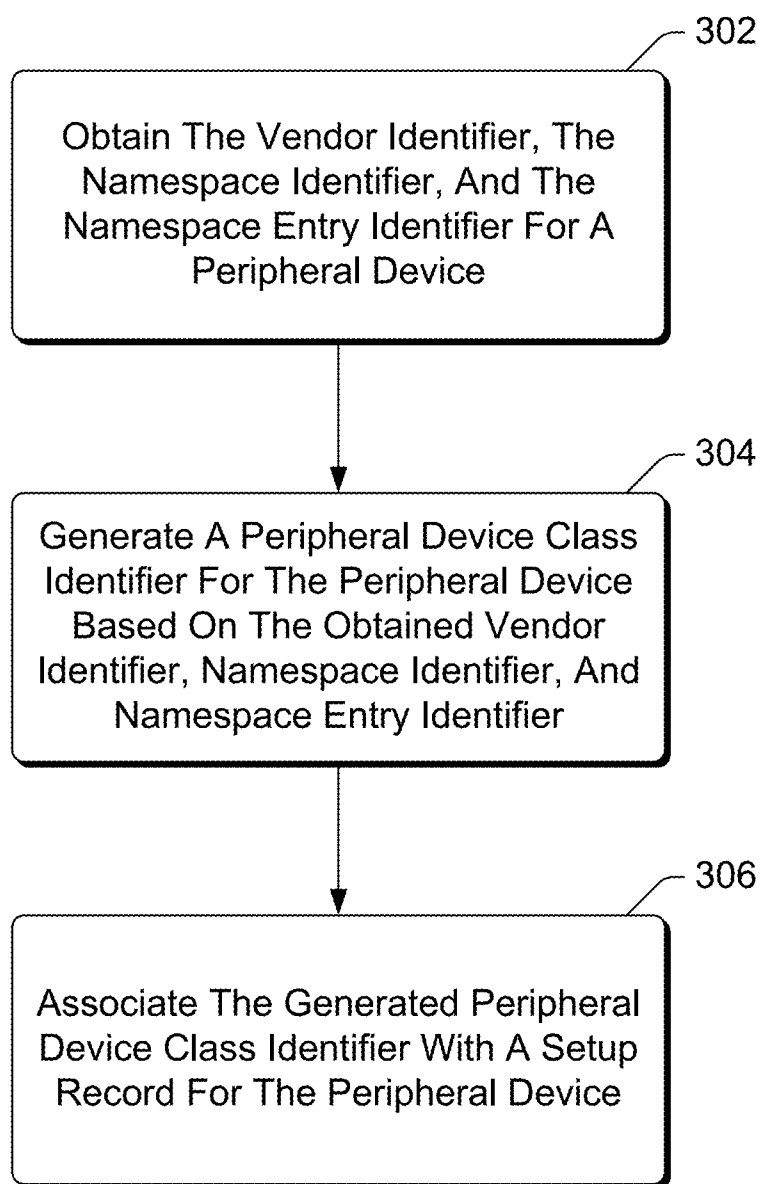 302
Obtain The Vendor Identifier, The
Namespace Identifier, And The
Namespace Entry Identifier For A
Peripheral Device
304
Generate A Peripheral Device Class
Identifier For The Peripheral Device
Based On The Obtained Vendor
Identifier, Namespace Identifier, And
Namespace Entry Identifier
306
Associate The Generated Peripheral
Device Class Identifier With A Setup
Record For The Peripheral Device